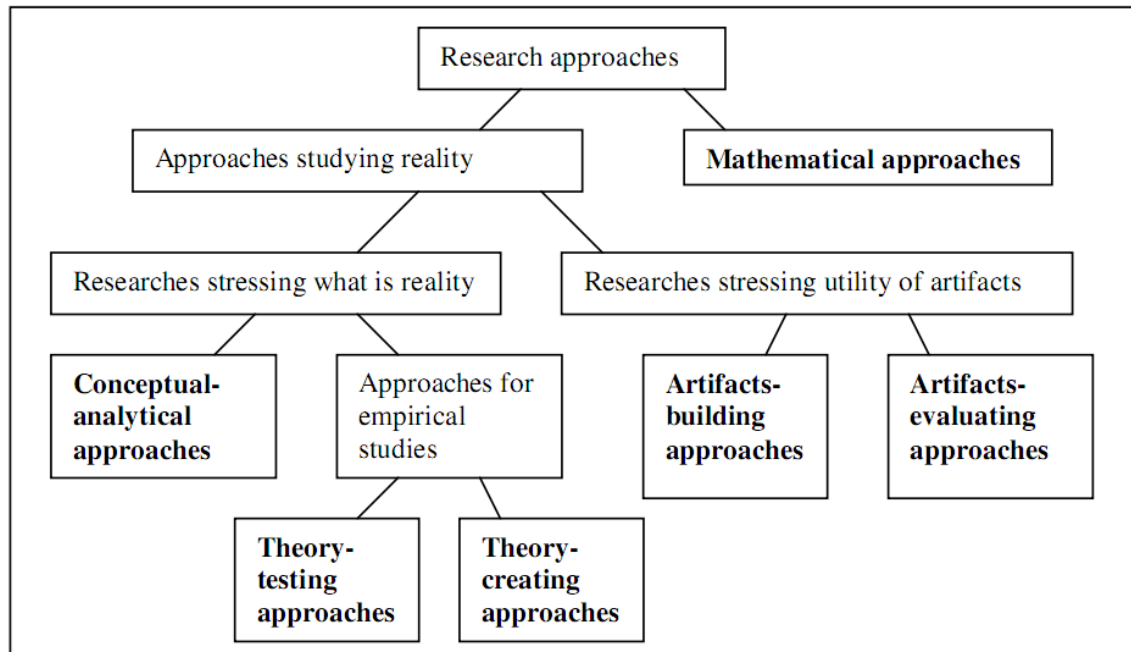 Research approaches
Approaches studying reality
Mathematical approaches
Researches stressing what is reality
Researches stressing utility of artifacts
Conceptual-
analytical
approaches
Approaches for
empirical
studies
Artifacts-
building
approaches
Artifacts-
evaluating
approaches
Theory-
testing
approaches
Theory-
creating
approaches